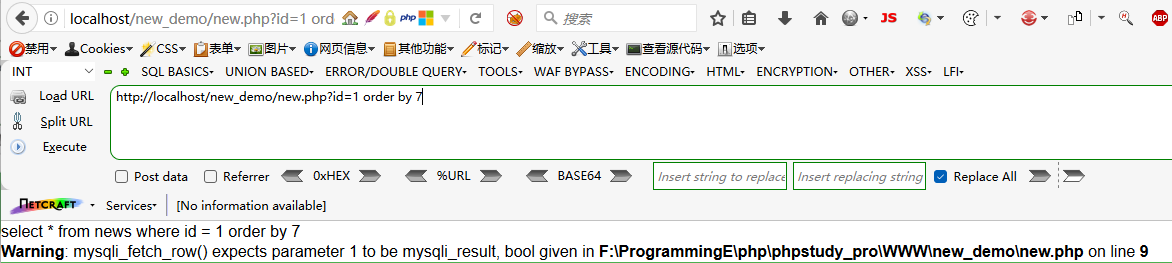 localhost/new_demo/new.php?id=1 ord php 搜索 JS ABP
禁用 Cookies CSS 表单 图片 网页信息 其他功能 标记 缩放 工具 查看源代码 选项
INT SQL BASICS UNION BASED ERROR/DOUBLE QUERY TOOLS WAF BYPASS ENCODING HTML ENCRYPTION OTHER XSS LFI
Load URL http://localhost/new_demo/new.php?id=1 order by 7
Split URL
Execute
Post data Referrer 0xHEX %URL BASE64 Insert string to replace Insert replacing string Replace All
NETCRAFT Services [No information available]
select * from news where id = 1 order by 7
Warning: mysqli_fetch_row() expects parameter 1 to be mysqli_result, bool given in F:\ProgrammingE\php\phpstudy_pro\WWW\new_demo\new.php on line 9